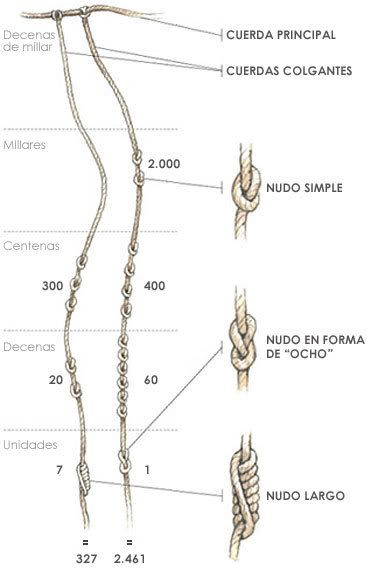 Decenas
de millar
CUERDA PRINCIPAL
CUERDAS COLGANTES
Millares
2.000
NUDO SIMPLE
Centenas
300
400
NUDO EN FORMA
DE “OCHO”
Decenas
20
60
Unidades
7
1
NUDO LARGO
=
=
327
2.461